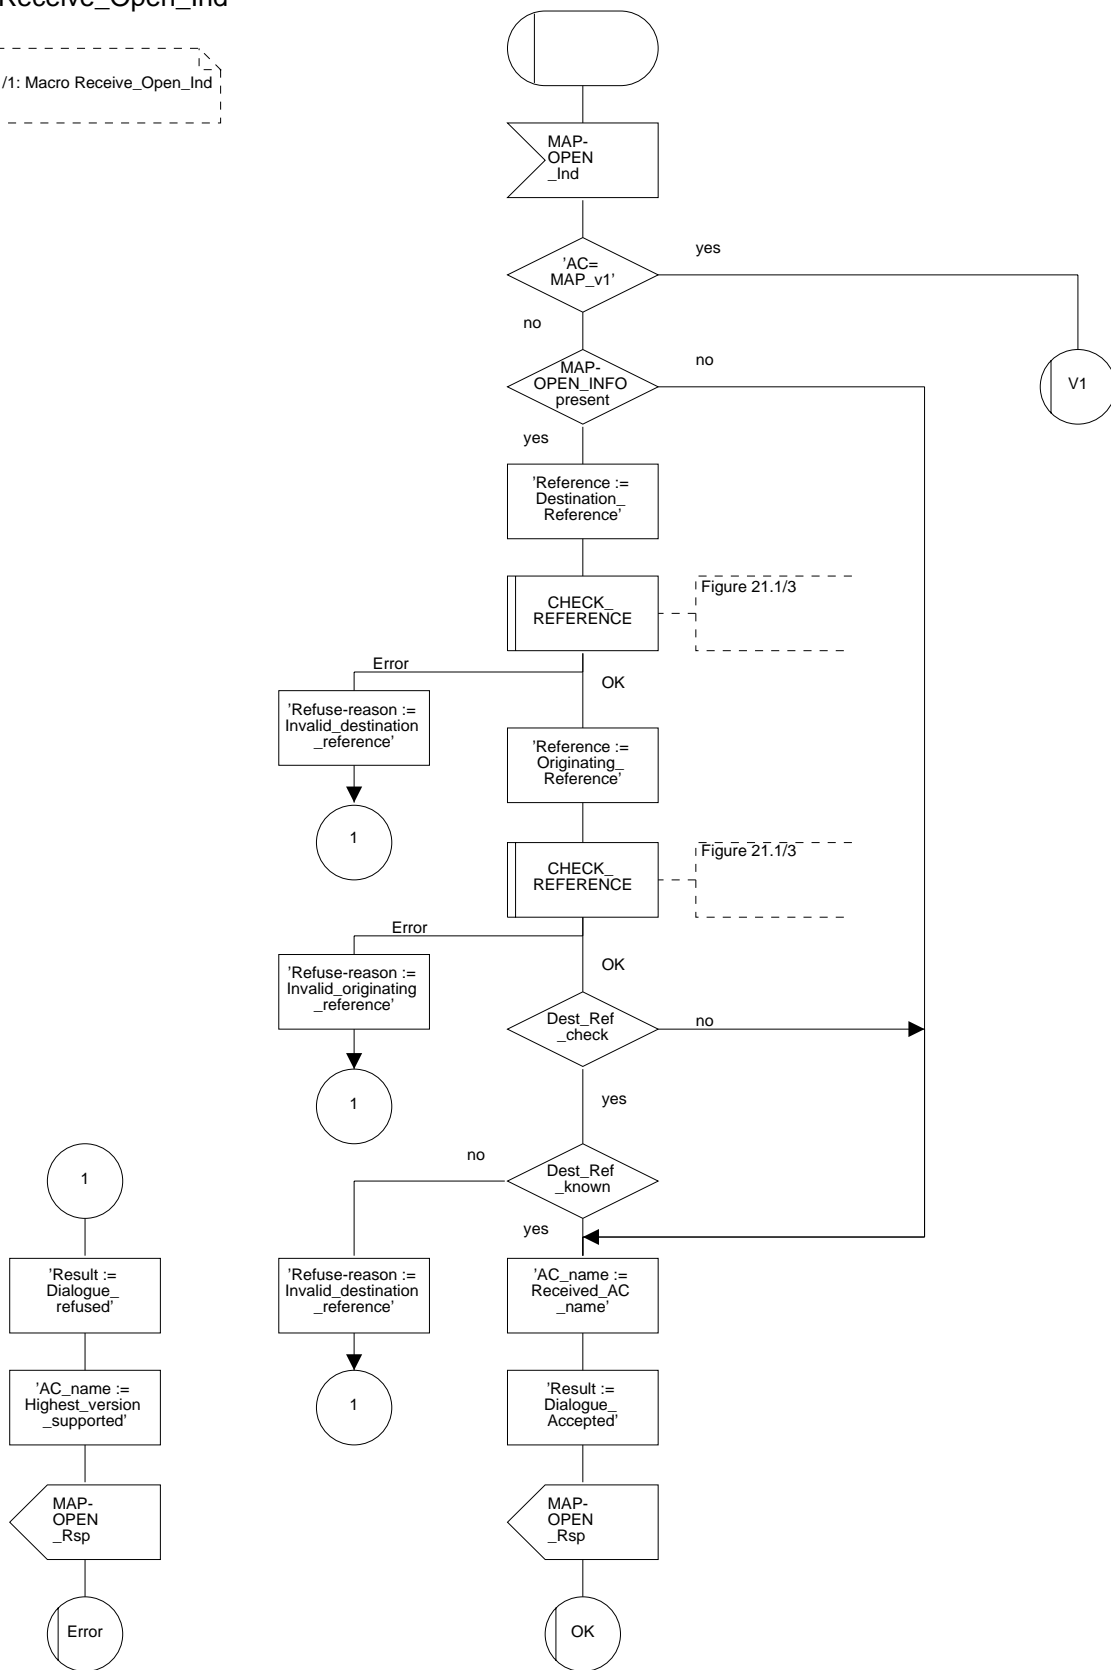 Receive_Open_Ind
/1: Macro Receive_Open_Ind
MAP-
OPEN
_Ind
'AC=
MAP_v1'
yes
no
MAP-
OPEN_INFO
present
no
V1
yes
'Reference :=
Destination_
Reference'
CHECK_
REFERENCE
Figure 21.1/3
Error
OK
'Refuse-reason :=
Invalid_destination
_reference'
'Reference :=
Originating_
Reference'
1
CHECK_
REFERENCE
Figure 21.1/3
Error
OK
'Refuse-reason :=
Invalid_originating
_reference'
Dest_Ref
_check
no
1
yes
no
Dest_Ref
_known
1
yes
'Result :=
Dialogue_
refused'
'Refuse-reason :=
Invalid_destination
_reference'
'AC_name :=
Received_AC
_name'
'AC_name :=
Highest_version
_supported'
1
'Result :=
Dialogue_
Accepted'
MAP-
OPEN
_Rsp
MAP-
OPEN
_Rsp
Error
OK